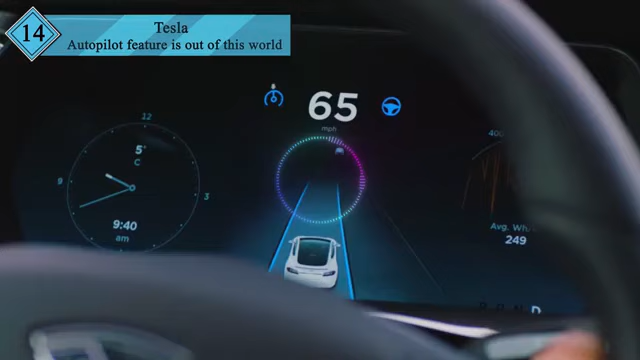 14
Tesla
Autopilot feature is out of this world
65
mph
12
3
9
5°
C
9:40
am
Avg. Wh/
249
D